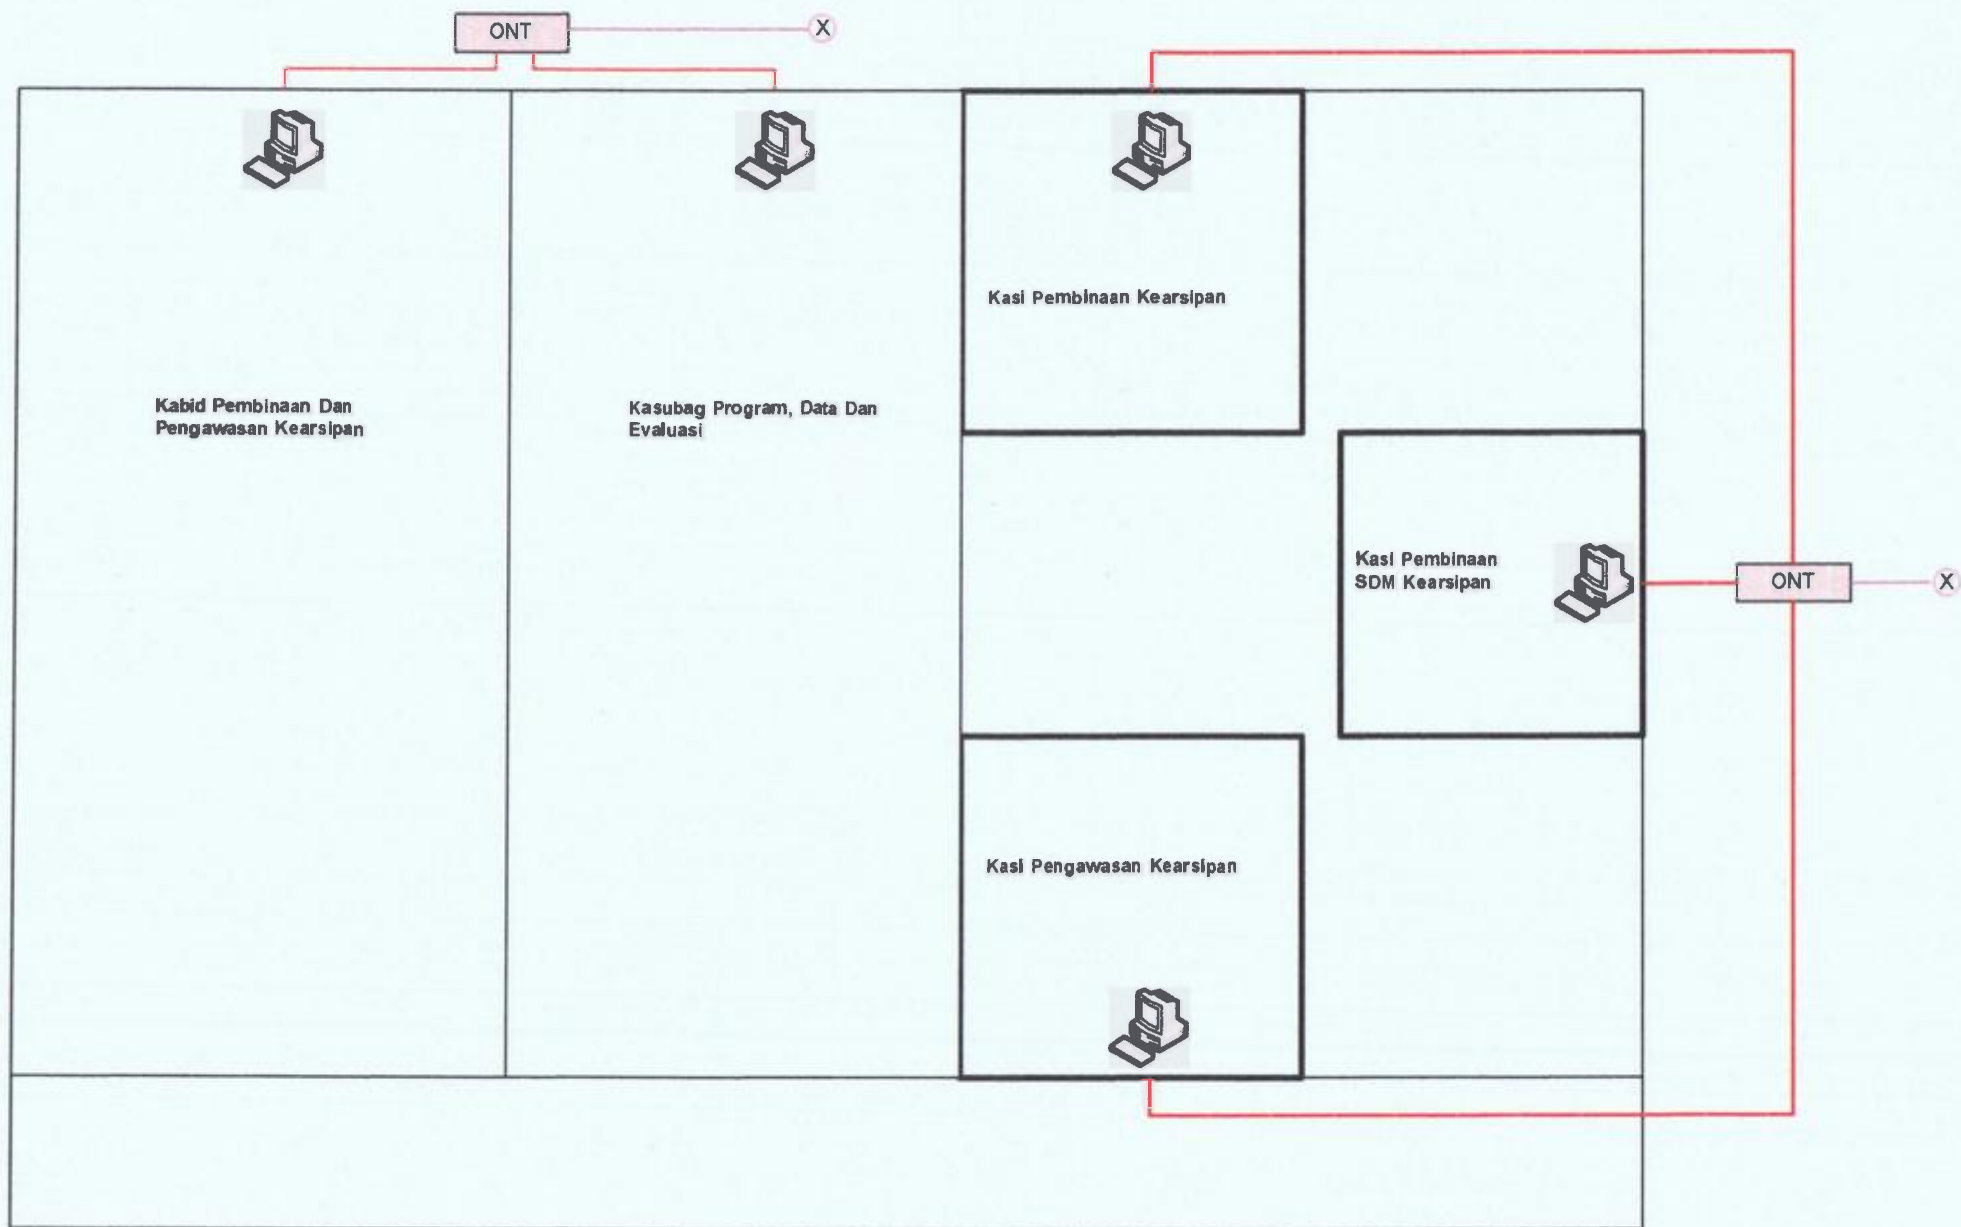 ONT
X
Kabid Pembinaan Dan
Pengawasan Kearsipan
Kasubag Program, Data Dan
Evaluasi
Kasi Pembinaan Kearsipan
Kasi Pembinaan
SDM Kearsipan
ONT
X
Kasi Pengawasan Kearsipan